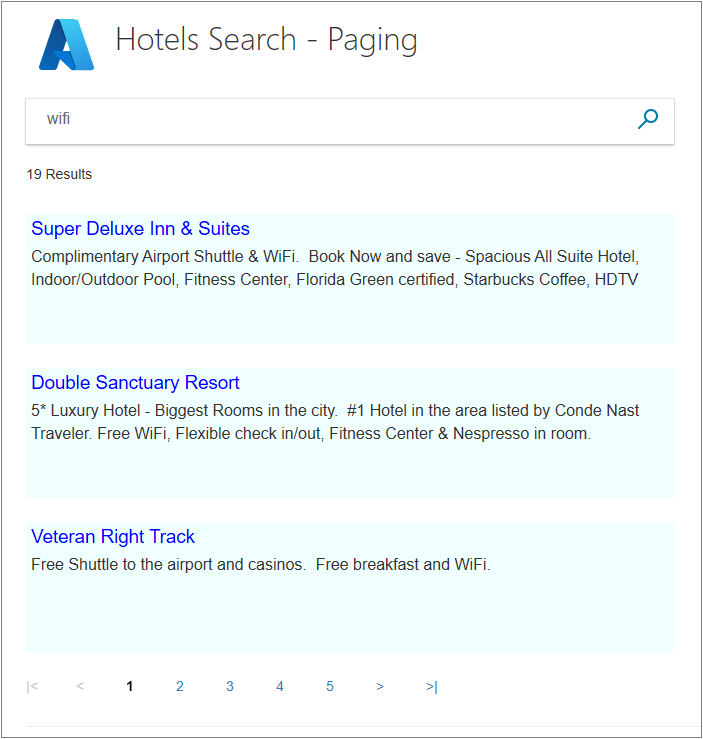 Hotels Search - Paging
wifi
19 Results
Super Deluxe Inn & Suites
Complimentary Airport Shuttle & WiFi.  Book Now and save - Spacious All Suite Hotel,
Indoor/Outdoor Pool, Fitness Center, Florida Green certified, Starbucks Coffee, HDTV
Double Sanctuary Resort
5* Luxury Hotel - Biggest Rooms in the city.  #1 Hotel in the area listed by Conde Nast
Traveler. Free WiFi, Flexible check in/out, Fitness Center & Nespresso in room.
Veteran Right Track
Free Shuttle to the airport and casinos.  Free breakfast and WiFi.
|< < 1 2 3 4 5 > >|